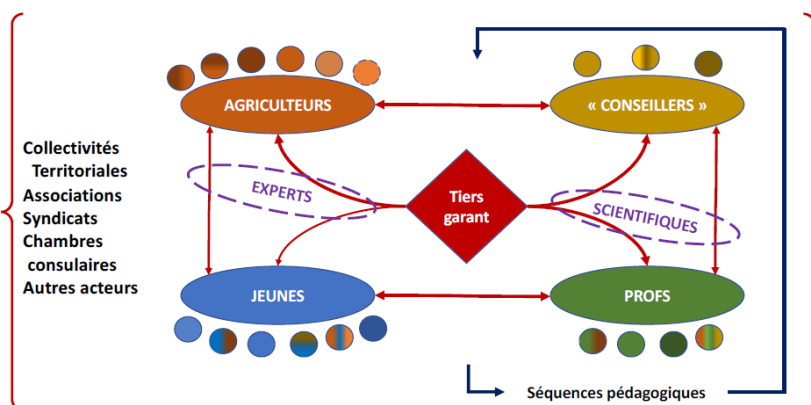 AGRICULTEURS
« CONSEILLERS »
Collectivités
Territoriales
Associations
Syndicats
Chambres
consulaires
Autres acteurs
EXPERTS
Tiers
garant
SCIENTIFIQUES
JEUNES
PROFS
Séquences pédagogiques